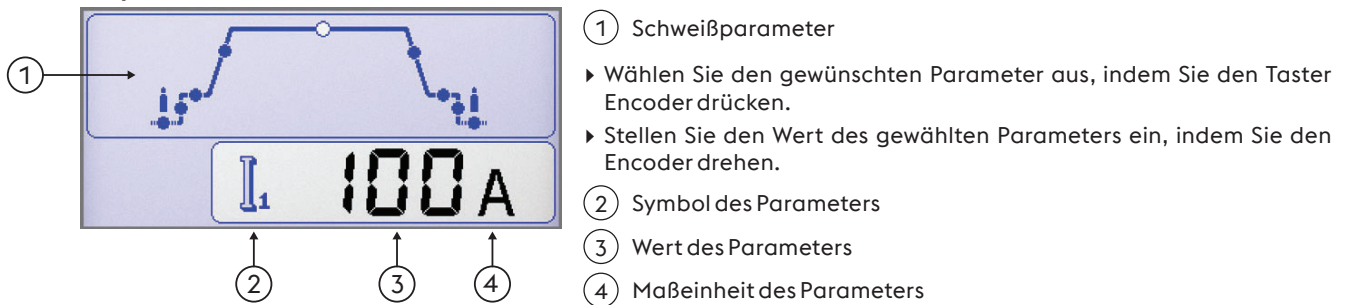 1 Schweißparameter
Wählen Sie den gewünschten Parameter aus, indem Sie den Taster
Encoder drücken.
Stellen Sie den Wert des gewählten Parameters ein, indem Sie den
Encoder drehen.
2 Symbol des Parameters
3 Wert des Parameters
4 Maßeinheit des Parameters
1
I1 100 A
2 3 4